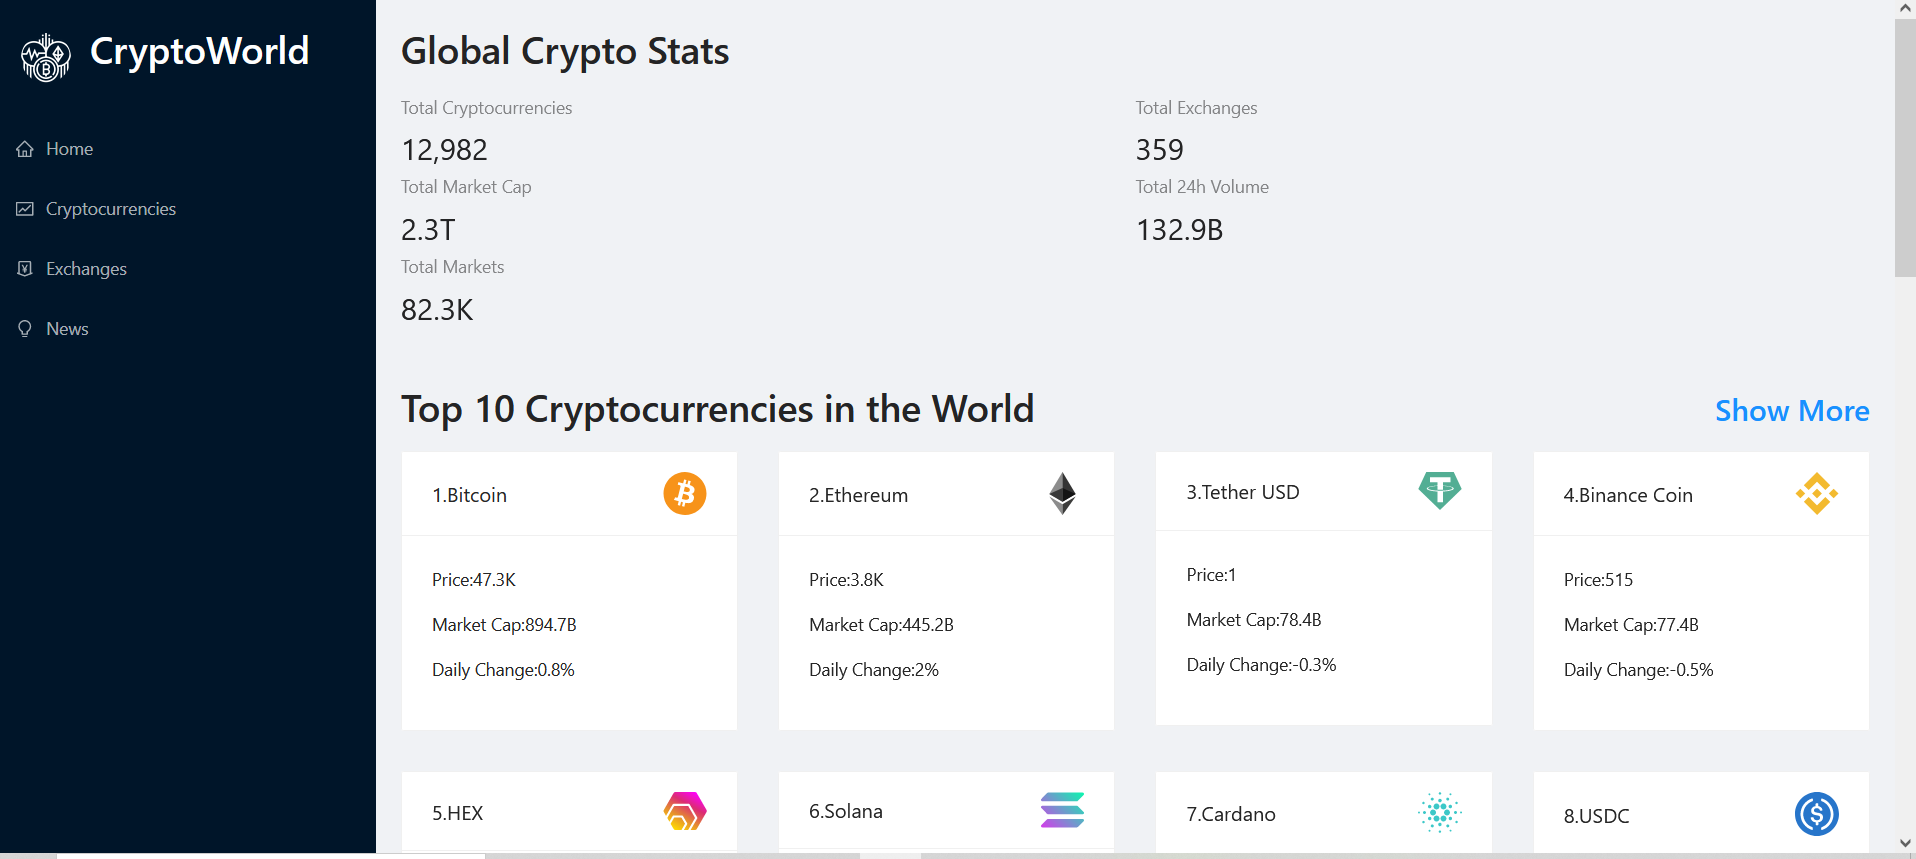 CryptoWorld
Home
Cryptocurrencies
Exchanges
News
Global Crypto Stats
Total Cryptocurrencies
12,982
Total Exchanges
359
Total Market Cap
2.3T
Total 24h Volume
132.9B
Total Markets
82.3K
Top 10 Cryptocurrencies in the World
Show More
1.Bitcoin
Price:47.3K
Market Cap:894.7B
Daily Change:0.8%
2.Ethereum
Price:3.8K
Market Cap:445.2B
Daily Change:2%
3.Tether USD
Price:1
Market Cap:78.4B
Daily Change:-0.3%
4.Binance Coin
Price:515
Market Cap:77.4B
Daily Change:-0.5%
5.HEX
6.Solana
7.Cardano
8.USDC